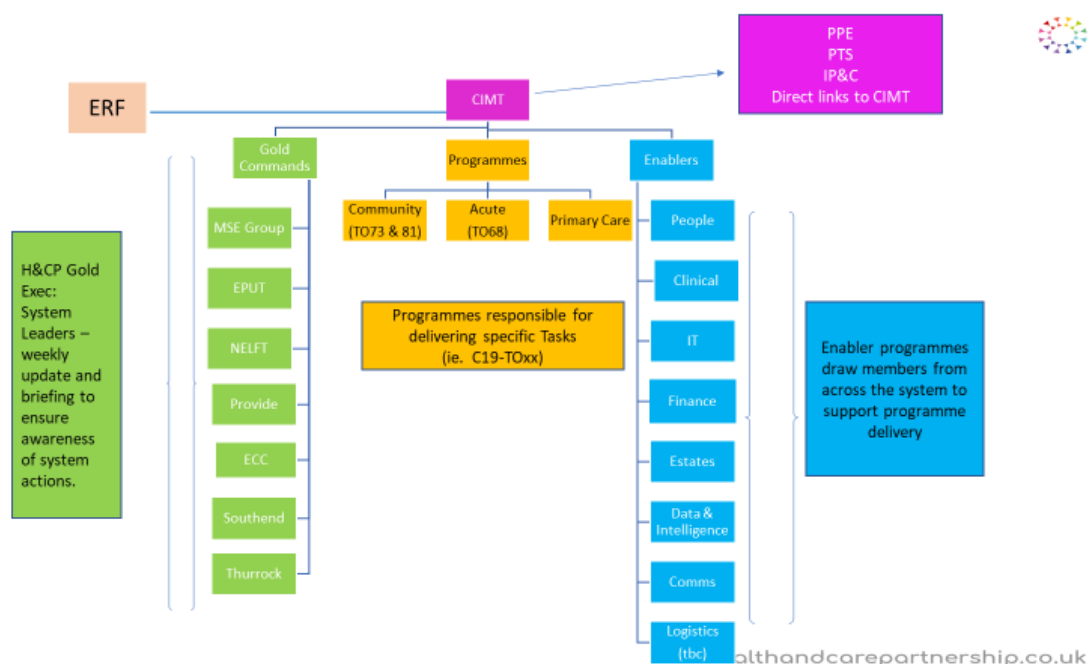 PPE
PTS
IP&C
Direct links to CIMT
ERF
CIMT
Gold
Commands
Programmes
Enablers
MSE Group
EPUT
NELFT
Provide
ECC
Southend
Thurrock
Community
(TO73 & 81)
Acute
(TO68)
Primary Care
People
Clinical
IT
Finance
Estates
Data &
Intelligence
Comms
Logistics
(tbc)
H&CP Gold
Exec:
System
Leaders –
weekly
update and
briefing to
ensure
awareness
of system
actions.
Programmes responsible for
delivering specific Tasks
(ie. C19-TOxx)
Enabler programmes
draw members from
across the system to
support programme
delivery
althandcarepartnership.co.uk